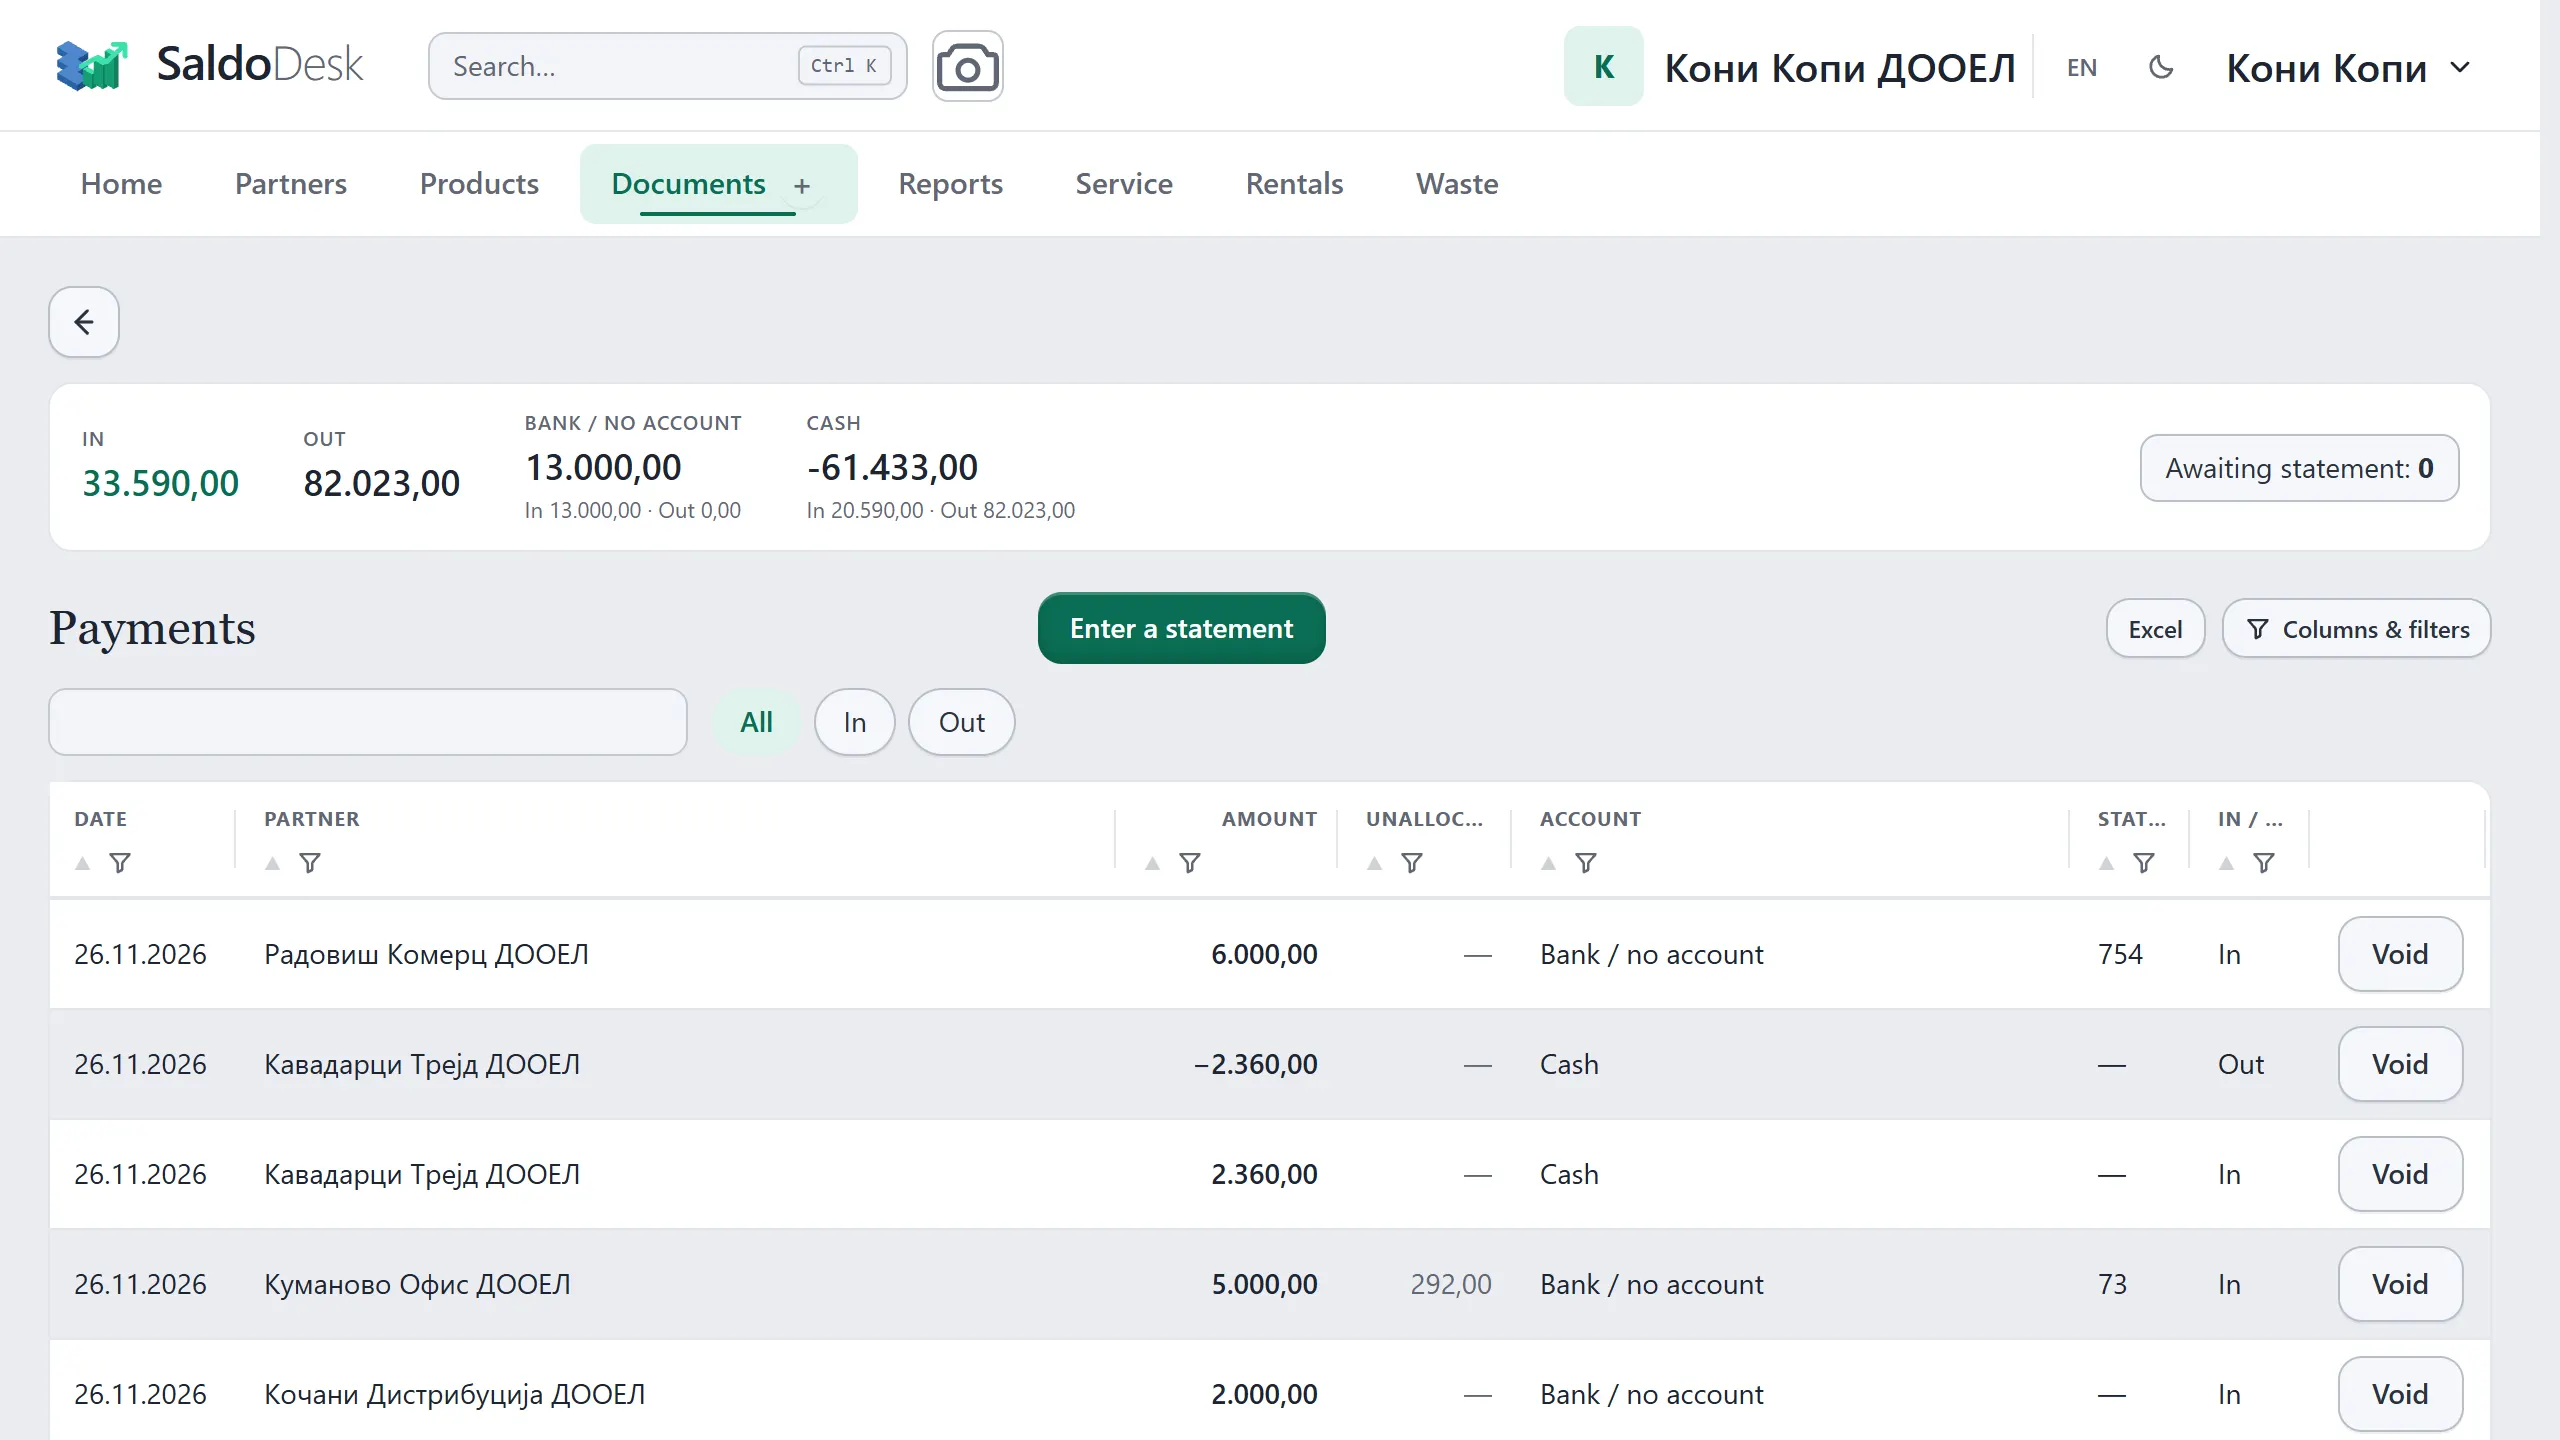 SaldoDesk
Search...
Ctrl K
K
Кони Копи ДООЕЛ
EN
Кони Копи
Home
Partners
Products
Documents +
Reports
Service
Rentals
Waste
IN
33.590,00
OUT
82.023,00
BANK / NO ACCOUNT
13.000,00
In 13.000,00 · Out 0,00
CASH
-61.433,00
In 20.590,00 · Out 82.023,00
Awaiting statement: 0
Payments
Enter a statement
Excel
Columns & filters
All
In
Out
DATE PARTNER AMOUNT UNALLOC... ACCOUNT STAT... IN / ...
26.11.2026 Радовиш Комерц ДООЕЛ 6.000,00 — Bank / no account 754 In Void
26.11.2026 Кавадарци Трејд ДООЕЛ −2.360,00 — Cash — Out Void
26.11.2026 Кавадарци Трејд ДООЕЛ 2.360,00 — Cash — In Void
26.11.2026 Куманово Офис ДООЕЛ 5.000,00 292,00 Bank / no account 73 In Void
26.11.2026 Кочани Дистрибуција ДООЕЛ 2.000,00 — Bank / no account — In Void